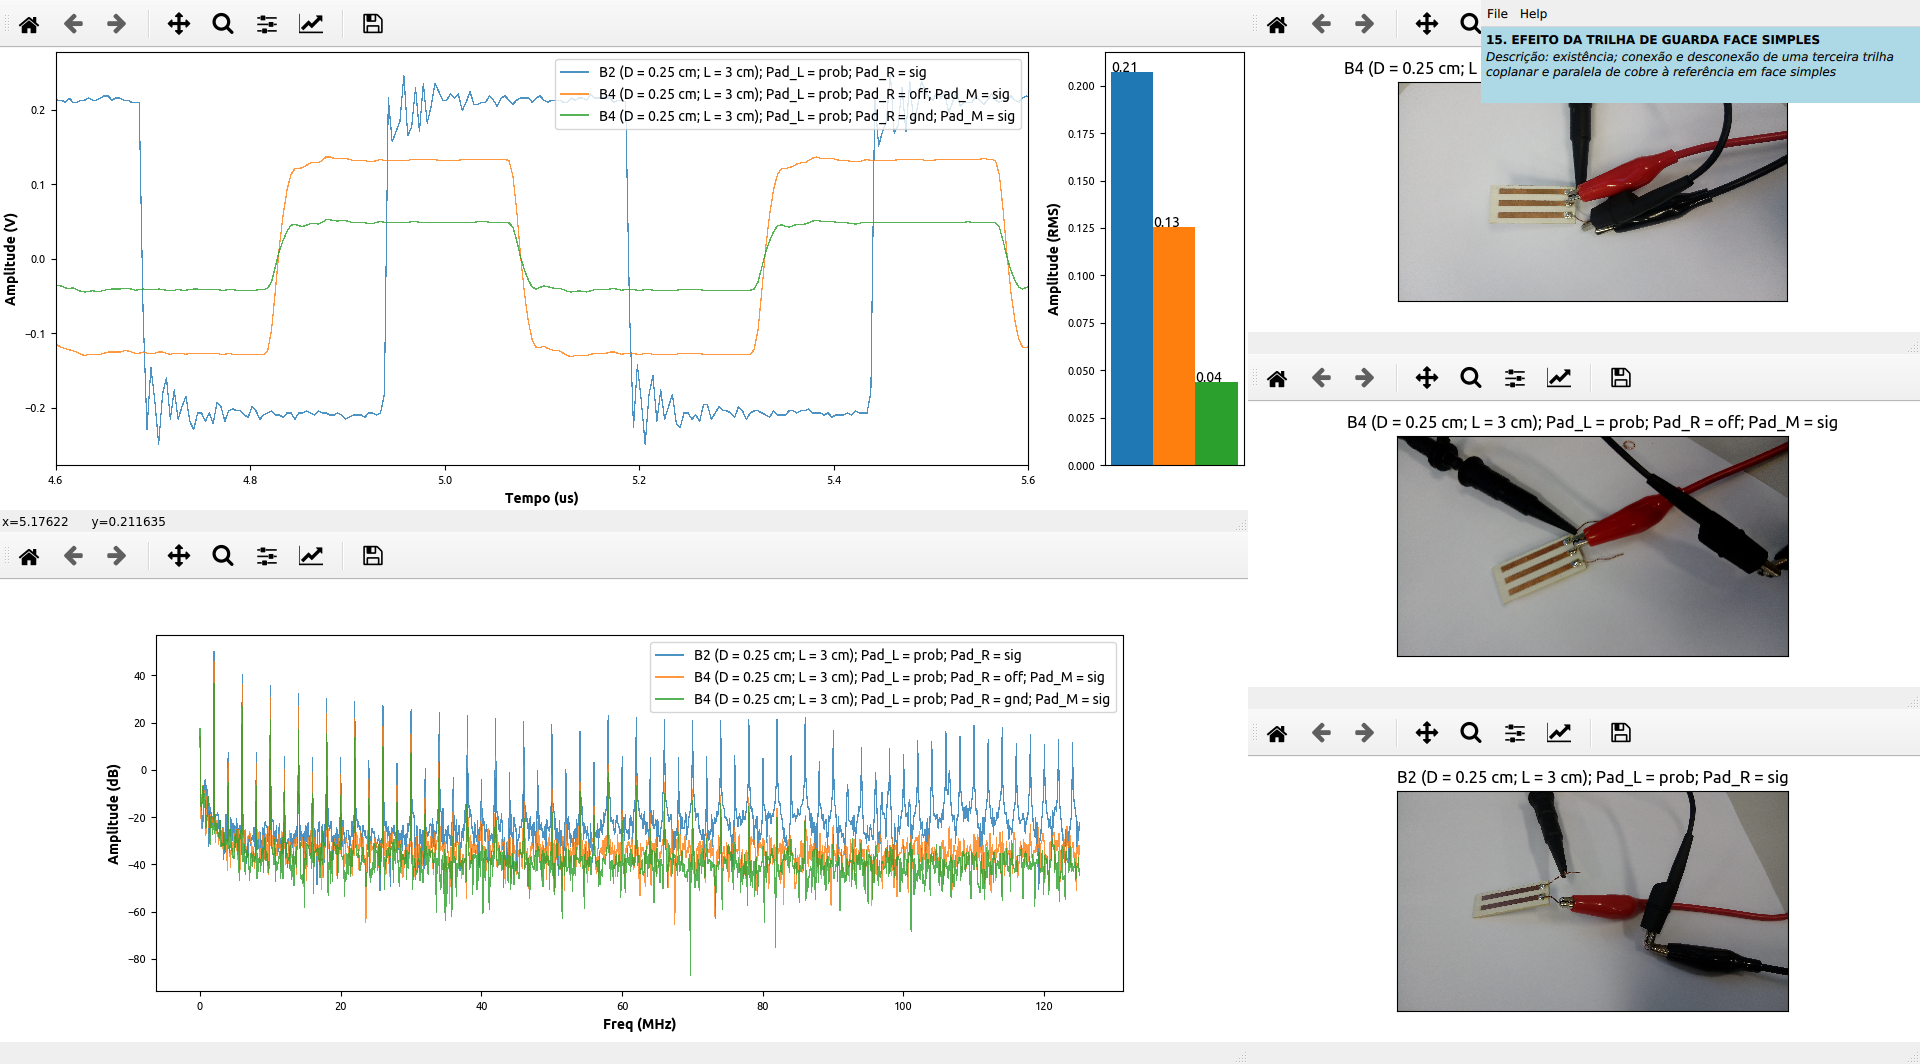 File Help
15. EFEITO DA TRILHA DE GUARDA FACE SIMPLES
Descrição: existência; conexão e desconexão de uma terceira trilha
coplanar e paralela de cobre à referência em face simples
B2 (D = 0.25 cm; L = 3 cm); Pad_L = prob; Pad_R = sig
B4 (D = 0.25 cm; L = 3 cm); Pad_L = prob; Pad_R = off; Pad_M = sig
B4 (D = 0.25 cm; L = 3 cm); Pad_L = prob; Pad_R = gnd; Pad_M = sig
Amplitude (V)
0.2
0.1
0.0
−0.1
−0.2
4.6 4.8 5.0 5.2 5.4 5.6
Tempo (us)
Amplitude (RMS)
0.200
0.175
0.150
0.125
0.100
0.075
0.050
0.025
0.000
0.21
0.13
0.04
x=5.17622 y=0.211635
B4 (D = 0.25 cm; L
B4 (D = 0.25 cm; L = 3 cm); Pad_L = prob; Pad_R = off; Pad_M = sig
B2 (D = 0.25 cm; L = 3 cm); Pad_L = prob; Pad_R = sig
B2 (D = 0.25 cm; L = 3 cm); Pad_L = prob; Pad_R = sig
B4 (D = 0.25 cm; L = 3 cm); Pad_L = prob; Pad_R = off; Pad_M = sig
B4 (D = 0.25 cm; L = 3 cm); Pad_L = prob; Pad_R = gnd; Pad_M = sig
Amplitude (dB)
40
20
0
−20
−40
−60
−80
0 20 40 60 80 100 120
Freq (MHz)